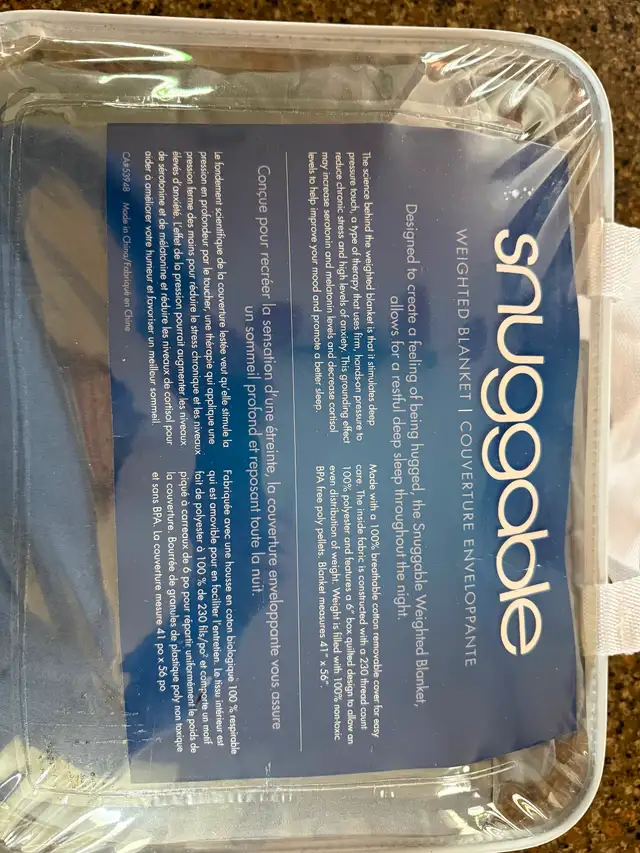 snuggable
WEIGHTED BLANKET | COUVERTURE ENVELOPPANTE
Designed to create a feeling of being hugged, the Snuggable Weighted Blanket,
allows for a restful deep sleep throughout the night.
The science behind the weighted blanket is that it stimulates deep
pressure touch, a type of therapy that uses firm, hands-on pressure to
reduce chronic stress and high levels of anxiety. This grounding effect
may increase serotonin and melatonin levels and decrease cortisol
levels to help improve your mood and promote a better sleep.
Made with a 100% breathable cotton removable cover for easy
care. The inside fabric is constructed with a 230 thread count
100% polyester and features a 6" box quilted design to allow an
even distribution of weight. Weight is filled with 100% non-toxic
BPA free poly pellets. Blanket measures 41" x 56"
Conçue pour recréer la sensation d'une étreinte, la couverture enveloppante vous assure
un sommeil profond et reposant toute la nuit.
Le fondement scientifique de la couverture lestée veut qu'elle stimule la
pression en profondeur par le toucher, une thérapie qui applique une
pression ferme des mains pour réduire le stress chronique et les niveaux
élevés d'anxiété. L'effet de la pression pourrait augmenter les niveaux
de sérotonine et de mélatonine et réduire les niveaux de cortisol pour
aider à améliorer votre humeur et favoriser un meilleur sommeil.
Fabriquée avec une housse en coton biologique 100 % respirable
qui est amovible pour en faciliter l'entretien. Le tissu intérieur est
fait de polyester à 100 % de 230 fils/po² et comporte un motif
piqué à carreaux de 6 po pour répartir uniformément le poids de
la couverture. Bourrée de granules de plastique poly non toxique
et sans BPA. La couverture mesure 41 po x 56 po
CA#53948 Made in China/Fabriqué en Chine